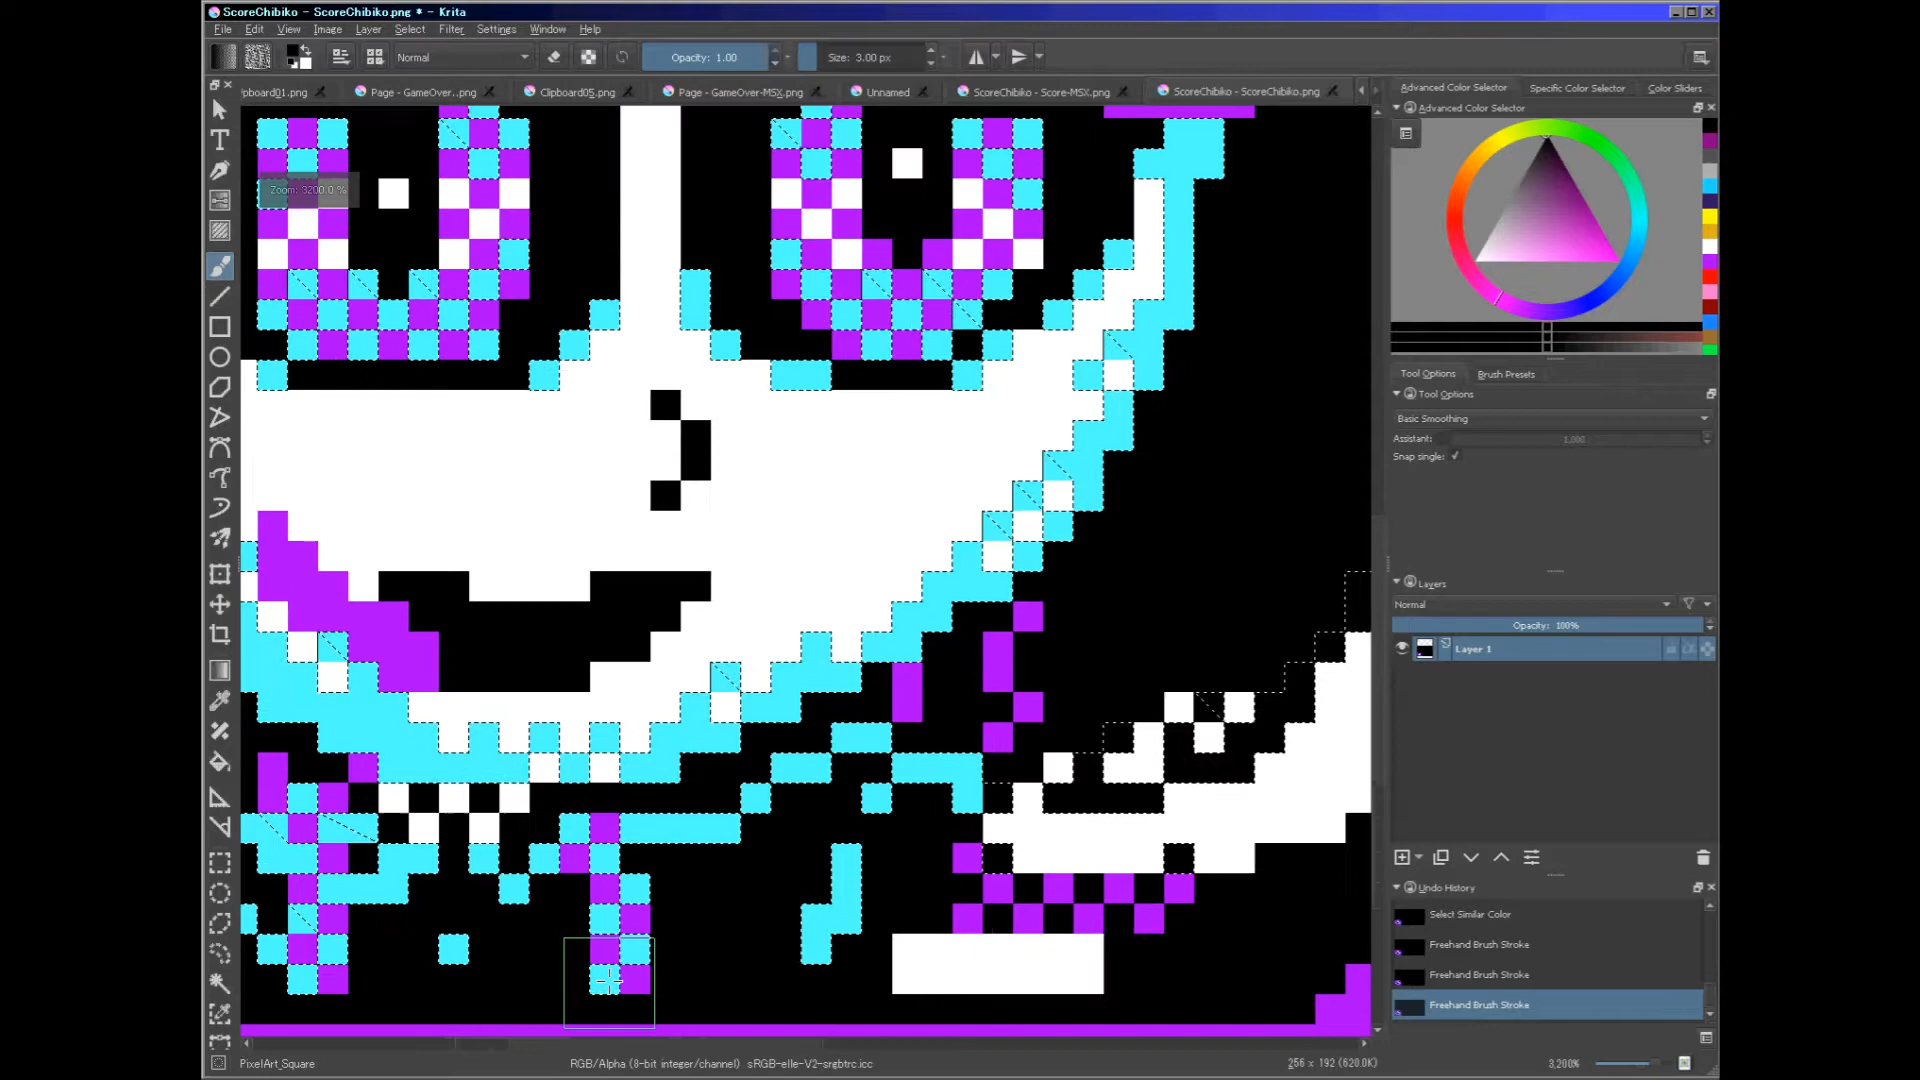 ScoreChibiko – ScoreChibiko.png * – Krita
File Edit View Image Layer Select Filter Settings Window Help
Normal Opacity: 1.00 Size: 3.00 px
ipboard01.png Page - GameOver..png Clipboard05.png Page - GameOver-MSX.png Unnamed ScoreChibiko - Score-MSX.png ScoreChibiko - ScoreChibiko.png
Advanced Color Selector Specific Color Selector Color Sliders
Advanced Color Selector
Zoom: 3200.0 %
Tool Options Brush Presets
Tool Options
Basic Smoothing
Assistant: 1,000
Snap single:
Layers
Normal
Opacity: 100%
Layer 1
Undo History
Select Similar Color
Freehand Brush Stroke
Freehand Brush Stroke
Freehand Brush Stroke
PixelArt_Square RGB/Alpha (8-bit integer/channel) sRGB-elle-V2-srgbtrc.icc 256 x 192 (620.0K) 3,200%